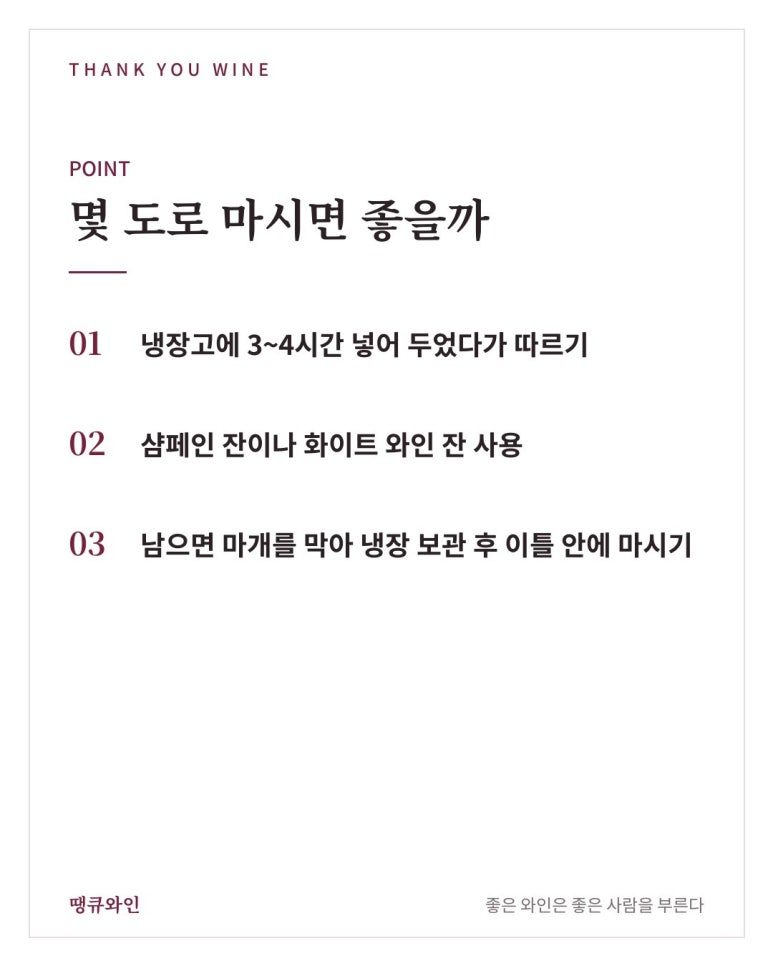 THANK YOU WINE
POINT
몇 도로 마시면 좋을까
01 냉장고에 3~4시간 넣어 두었다가 따르기
02 샴페인 잔이나 화이트 와인 잔 사용
03 남으면 마개를 막아 냉장 보관 후 이틀 안에 마시기
땡큐와인 좋은 와인은 좋은 사람을 부른다